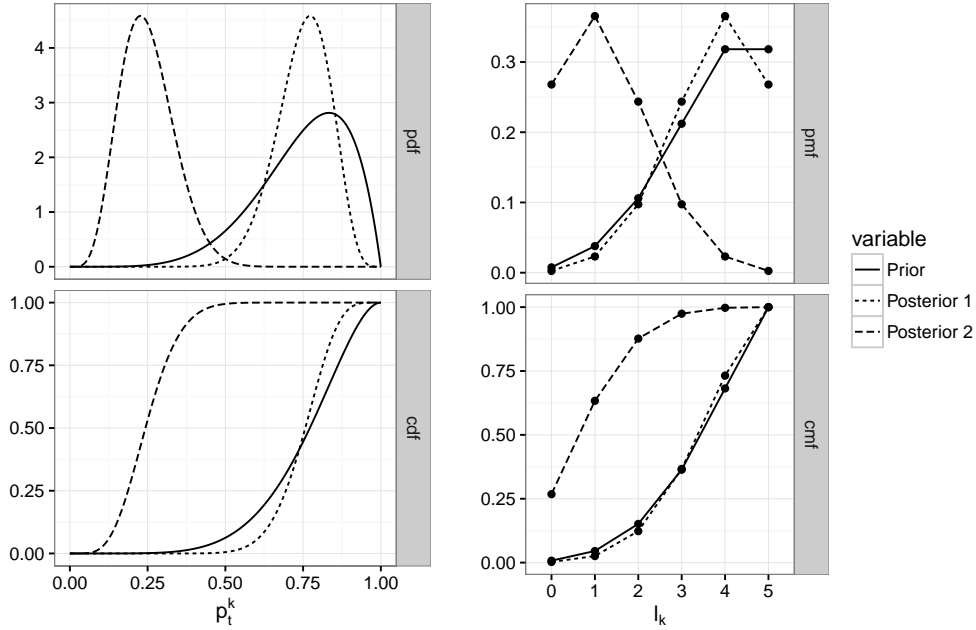 4
3
2
1
0
pdf
1.00
0.75
0.50
0.25
0.00
cdf
0.00 0.25 0.50 0.75 1.00
p_t^k
0.3
0.2
0.1
0.0
pmf
1.00
0.75
0.50
0.25
0.00
cmf
0 1 2 3 4 5
l_k
variable
Prior
Posterior 1
Posterior 2